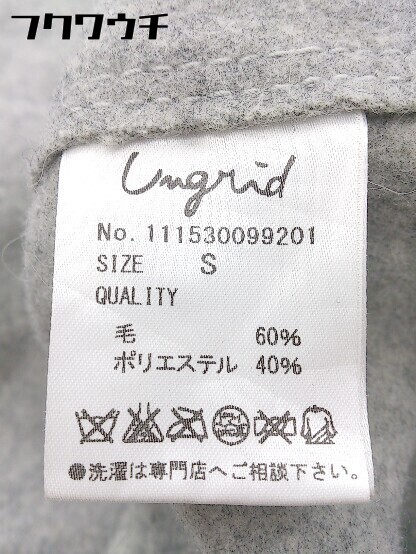 フクワウチ
Ungrid
No. 111530099201
SIZE S
QUALITY
毛 60%
ポリエステル 40%
●洗濯は専門店へご相談下さい。